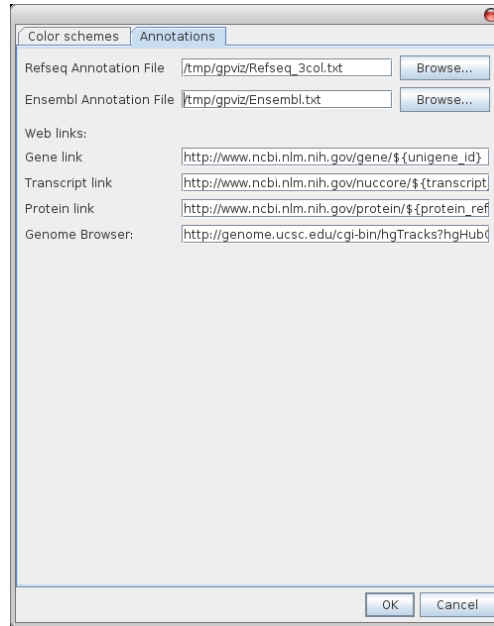 Color schemes Annotations
Refseq Annotation File /tmp/gpviz/Refseq_3col.txt Browse...
Ensembl Annotation File /tmp/gpviz/Ensembl.txt Browse...
Web links:
Gene link http://www.ncbi.nlm.nih.gov/gene/${unigene_id}
Transcript link http://www.ncbi.nlm.nih.gov/nuccore/${transcript
Protein link http://www.ncbi.nlm.nih.gov/protein/${protein_ref
Genome Browser: http://genome.ucsc.edu/cgi-bin/hgTracks?hgHub
OK Cancel